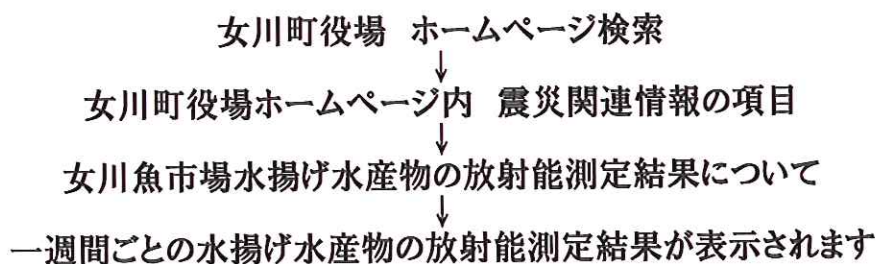 女川町役場 ホームページ検索
↓
女川町役場ホームページ内 震災関連情報の項目
↓
女川魚市場水揚げ水産物の放射能測定結果について
↓
一週間ごとの水揚げ水産物の放射能測定結果が表示されます